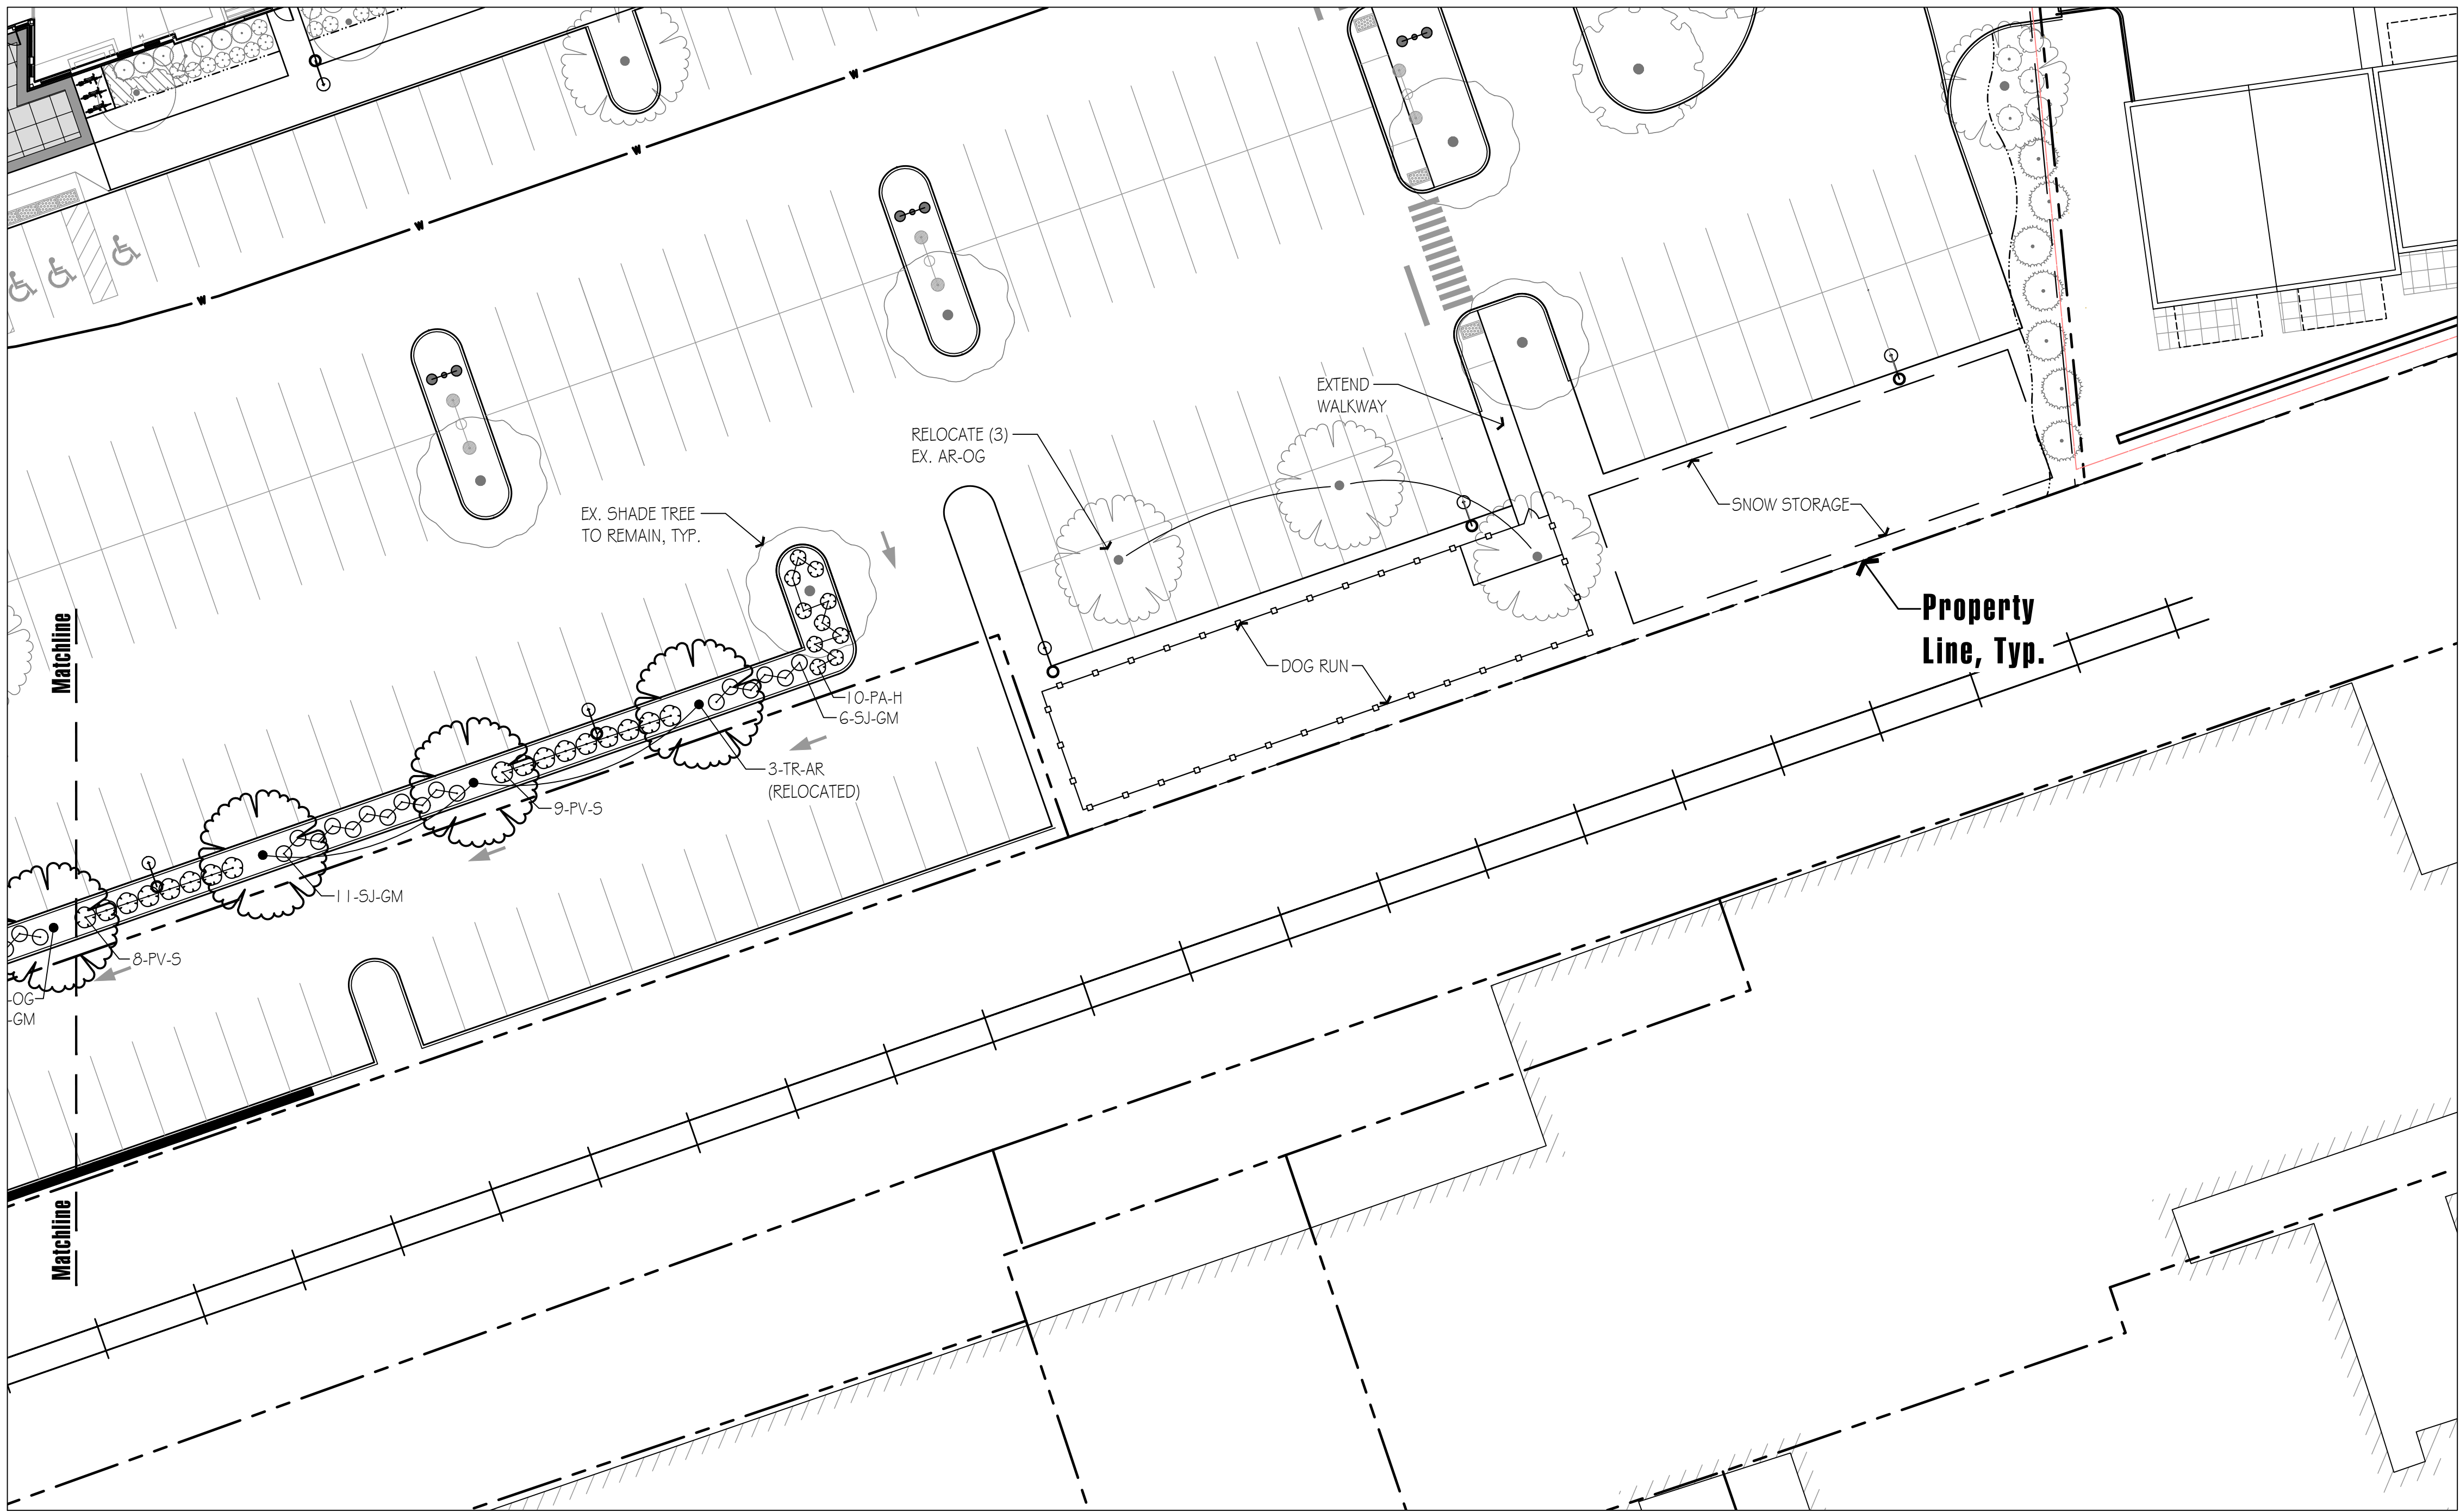 W
W
W
W
EXTEND
WALKWAY
RELOCATE (3)
EX. AR-OG
EX. SHADE TREE
TO REMAIN, TYP.
SNOW STORAGE
Property
Line, Typ.
Matchline
DOG RUN
10-PA-H
6-SJ-GM
3-TR-AR
(RELOCATED)
9-PV-S
11-SJ-GM
8-PV-S
-OG
-GM
Matchline